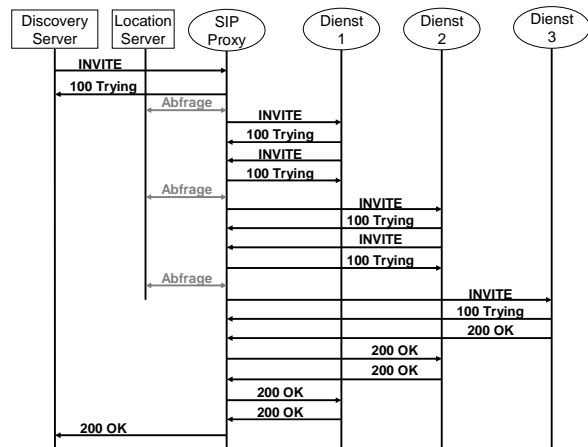 Discovery Server
Location Server
SIP Proxy
Dienst 1
Dienst 2
Dienst 3
INVITE
100 Trying
Abfrage
INVITE
100 Trying
INVITE
100 Trying
Abfrage
INVITE
100 Trying
INVITE
100 Trying
Abfrage
INVITE
100 Trying
200 OK
200 OK
200 OK
200 OK
200 OK
200 OK